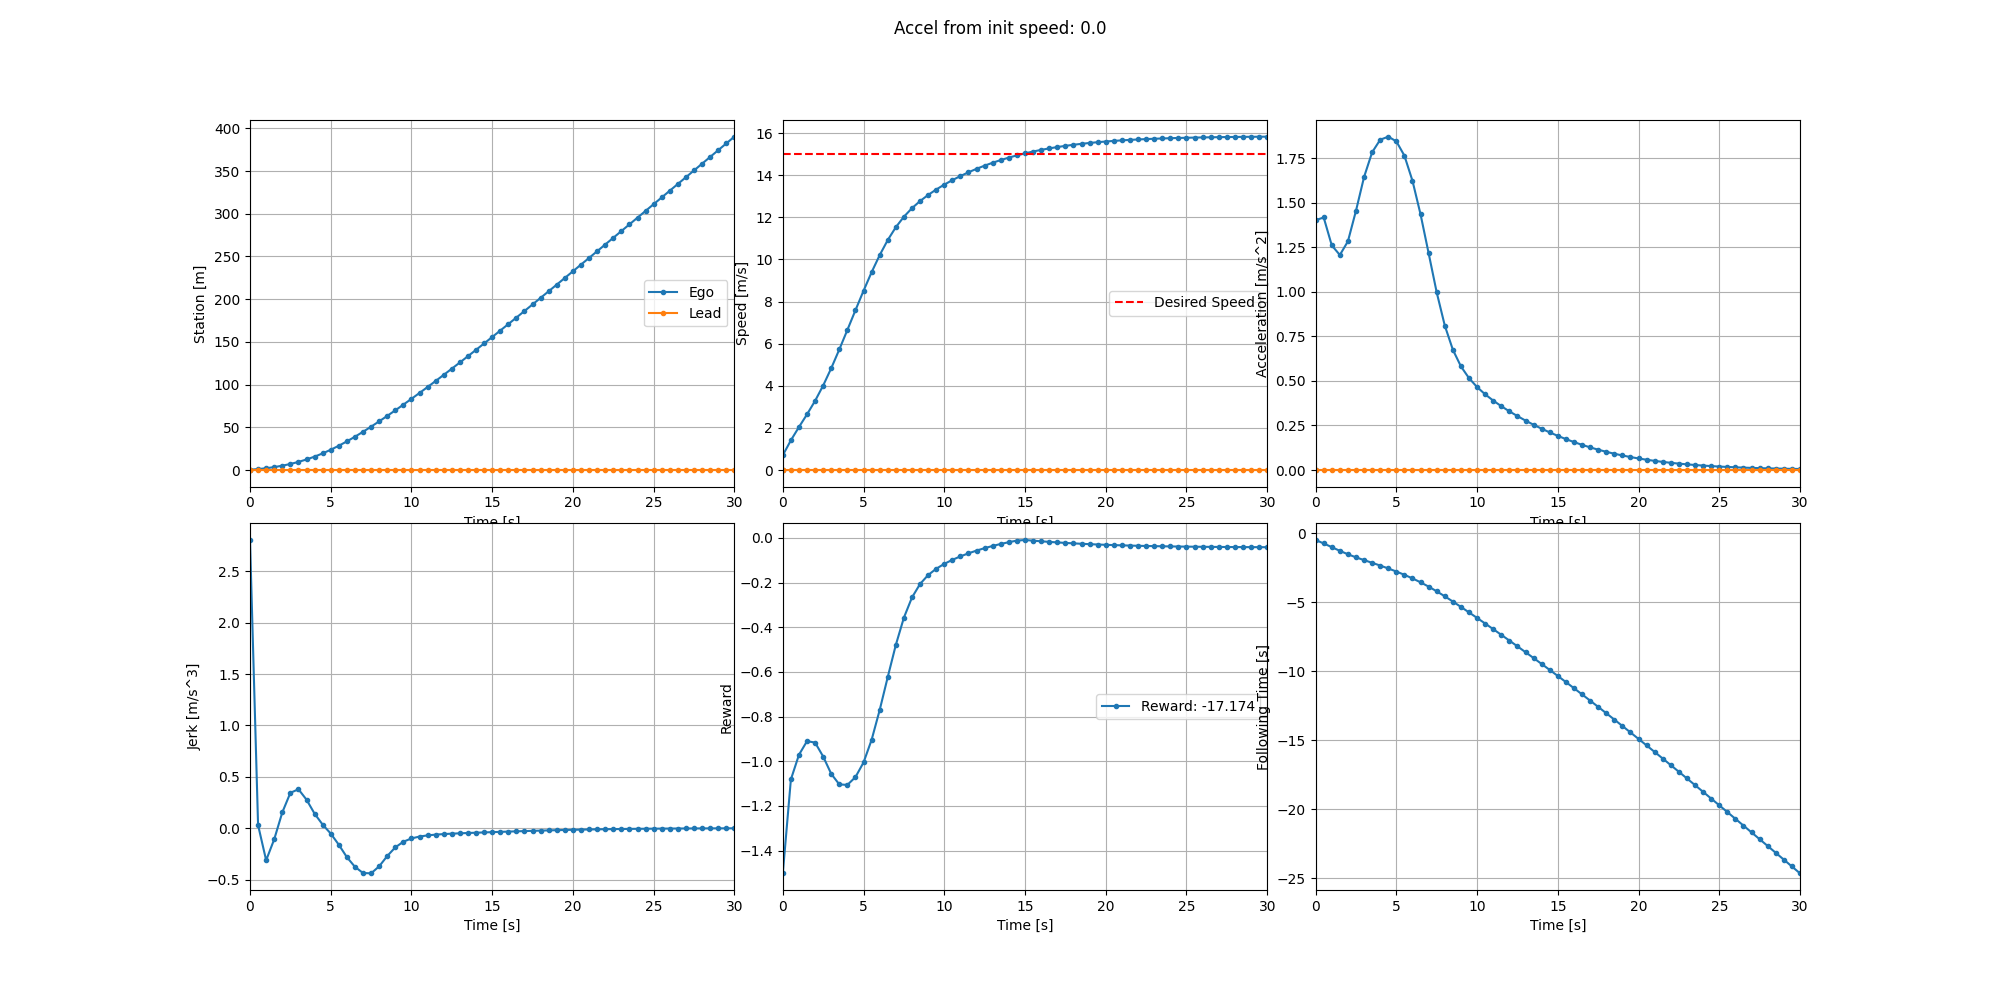 Accel from init speed: 0.0
400
350
300
250
200
150
100
50
0
Station [m]
Ego
Lead
0 5 10 15 20 25 30
Time [s]
16
14
12
10
8
6
4
2
0
Speed [m/s]
Desired Speed
0 5 10 15 20 25 30
Time [s]
1.75
1.50
1.25
1.00
0.75
0.50
0.25
0.00
Acceleration [m/s^2]
0 5 10 15 20 25 30
Time [s]
2.5
2.0
1.5
1.0
0.5
0.0
−0.5
Jerk [m/s^3]
0 5 10 15 20 25 30
Time [s]
0.0
−0.2
−0.4
−0.6
−0.8
−1.0
−1.2
−1.4
Reward
Reward: -17.174
0 5 10 15 20 25 30
Time [s]
0
−5
−10
−15
−20
−25
Following Time [s]
0 5 10 15 20 25 30
Time [s]